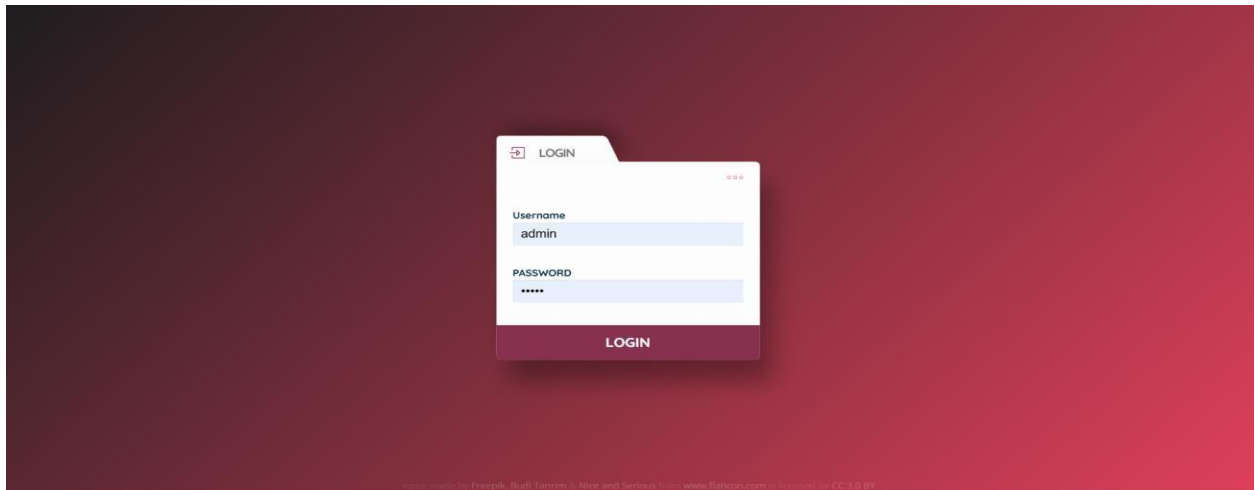 LOGIN
Username
admin
PASSWORD
•••••
LOGIN
Icons made by Freepik, Budi Tanrim & Nice and Serious from www.flaticon.com is licensed by CC 3.0 BY